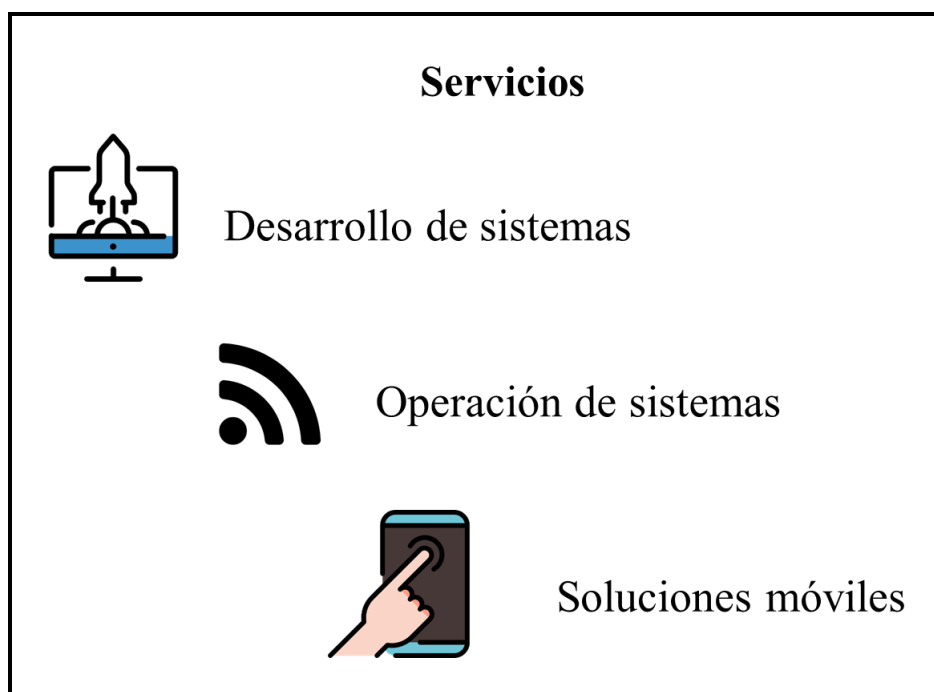 Servicios
Desarrollo de sistemas
Operación de sistemas
Soluciones móviles